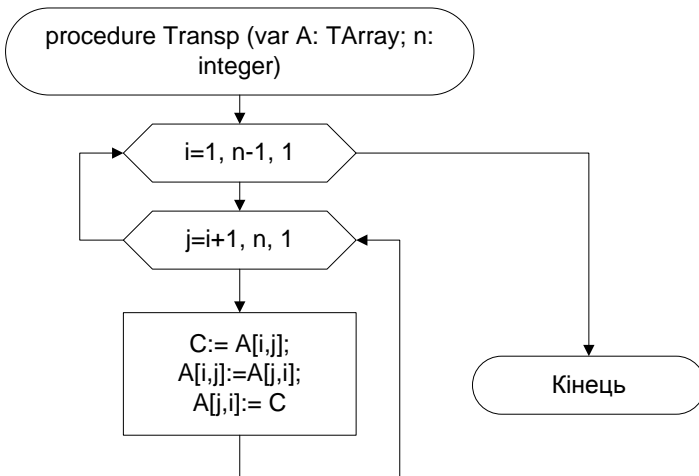 procedure Transp (var A: TArray; n:
integer)
i=1, n-1, 1
j=i+1, n, 1
C:= A[i,j];
A[i,j]:=A[j,i];
A[j,i]:= C
Кінець